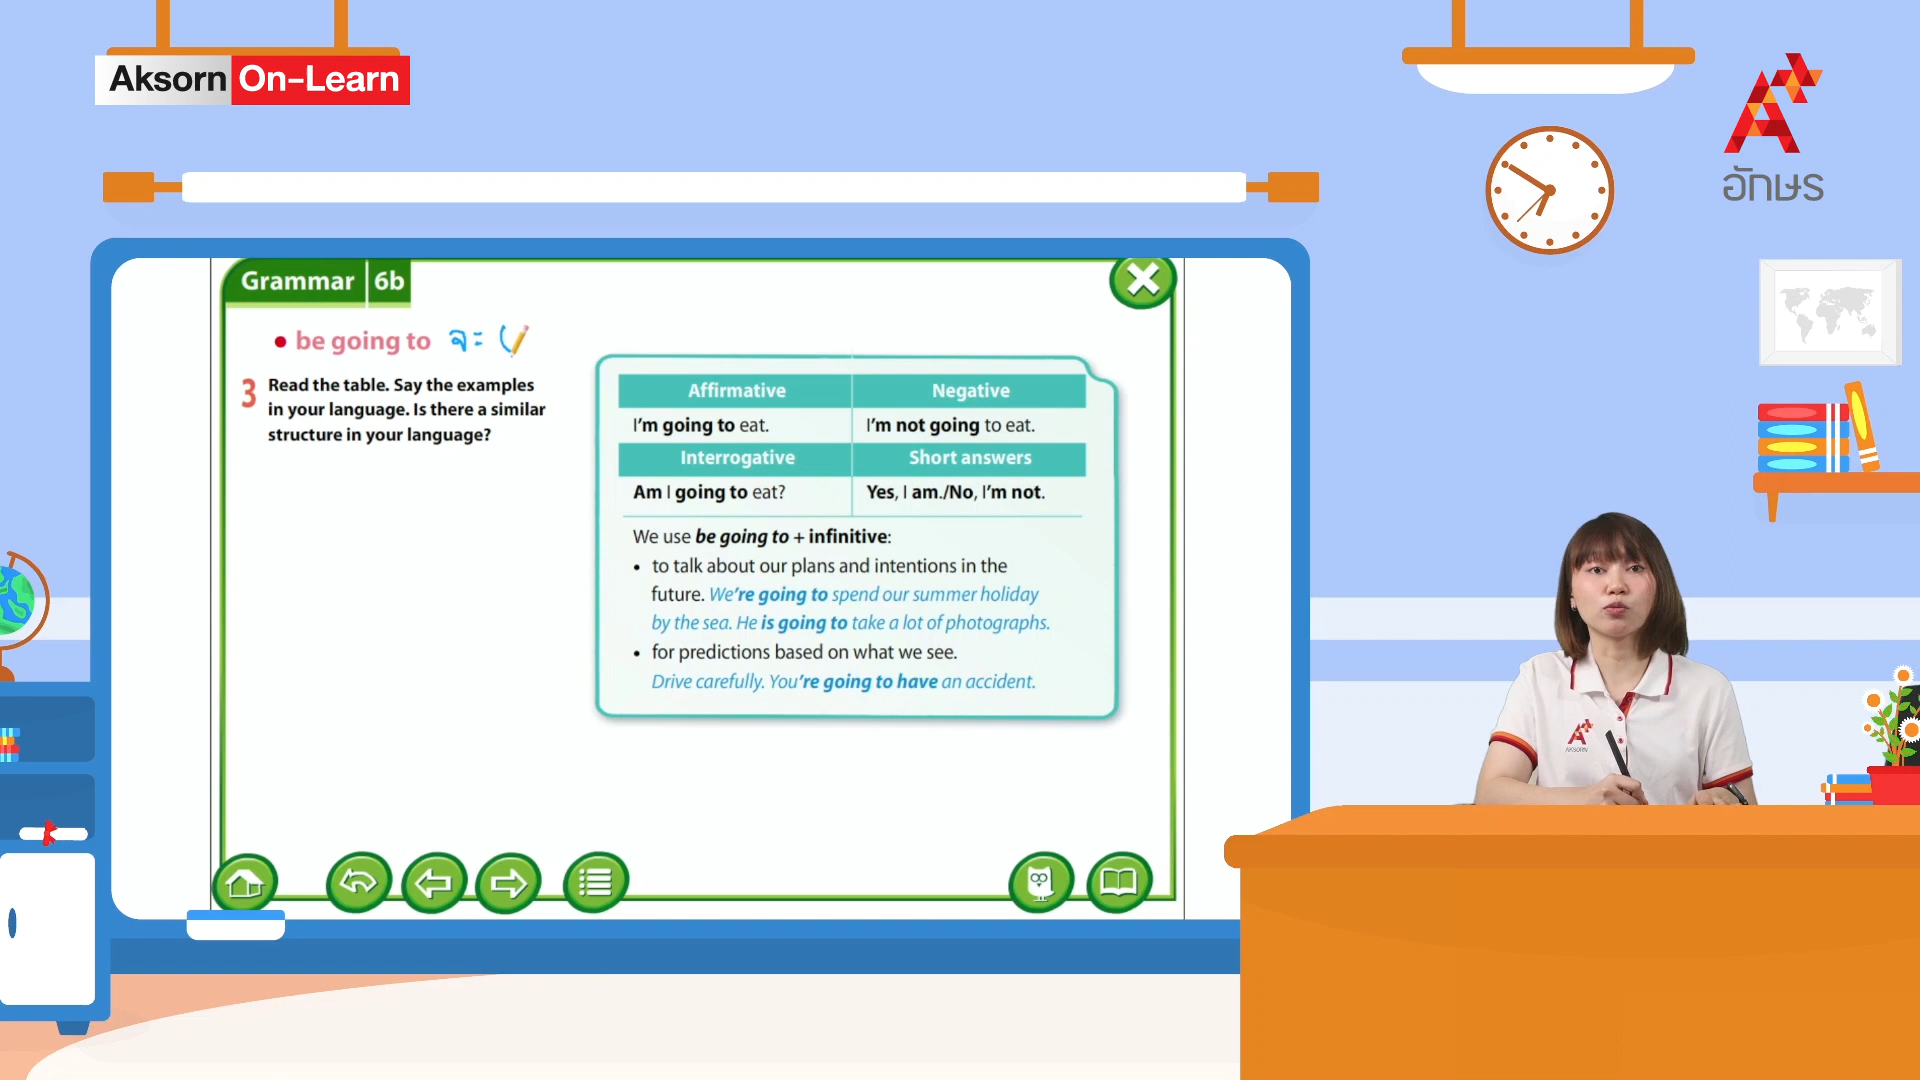 Aksorn On-Learn
อักษร
Grammar 6b
• be going to จะ
3 Read the table. Say the examples
in your language. Is there a similar
structure in your language?
Affirmative Negative
I'm going to eat. I'm not going to eat.
Interrogative Short answers
Am I going to eat? Yes, I am./No, I'm not.
We use be going to + infinitive:
• to talk about our plans and intentions in the
future. We're going to spend our summer holiday
by the sea. He is going to take a lot of photographs.
• for predictions based on what we see.
Drive carefully. You're going to have an accident.
AKSORN